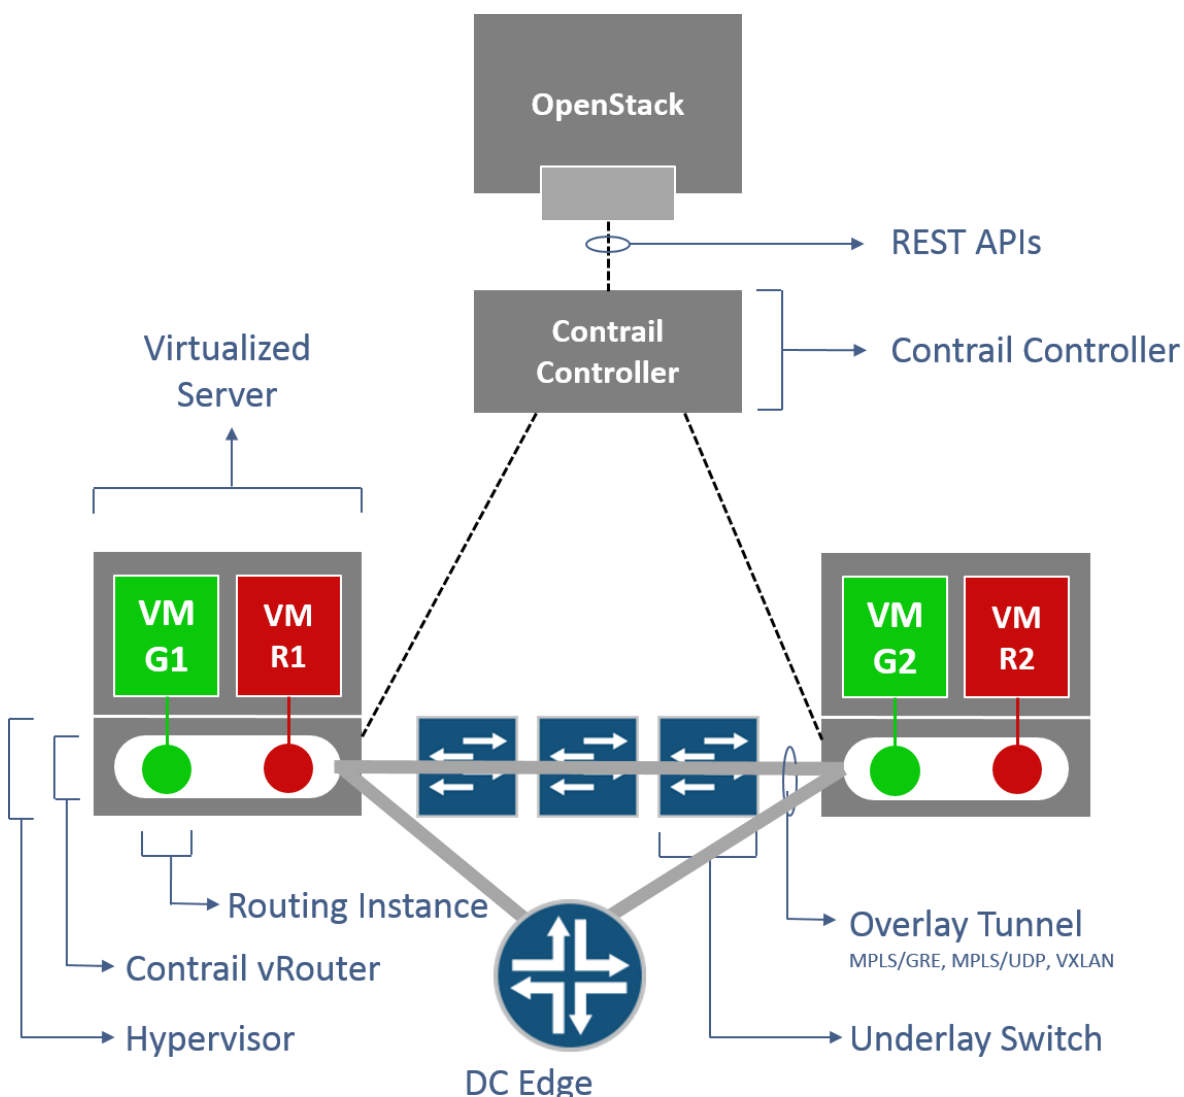 OpenStack
REST APIs
Contrail
Controller
Contrail Controller
Virtualized
Server
VM
G1
VM
R1
VM
G2
VM
R2
Routing Instance
Contrail vRouter
Hypervisor
Overlay Tunnel
MPLS/GRE, MPLS/UDP, VXLAN
Underlay Switch
DC Edge